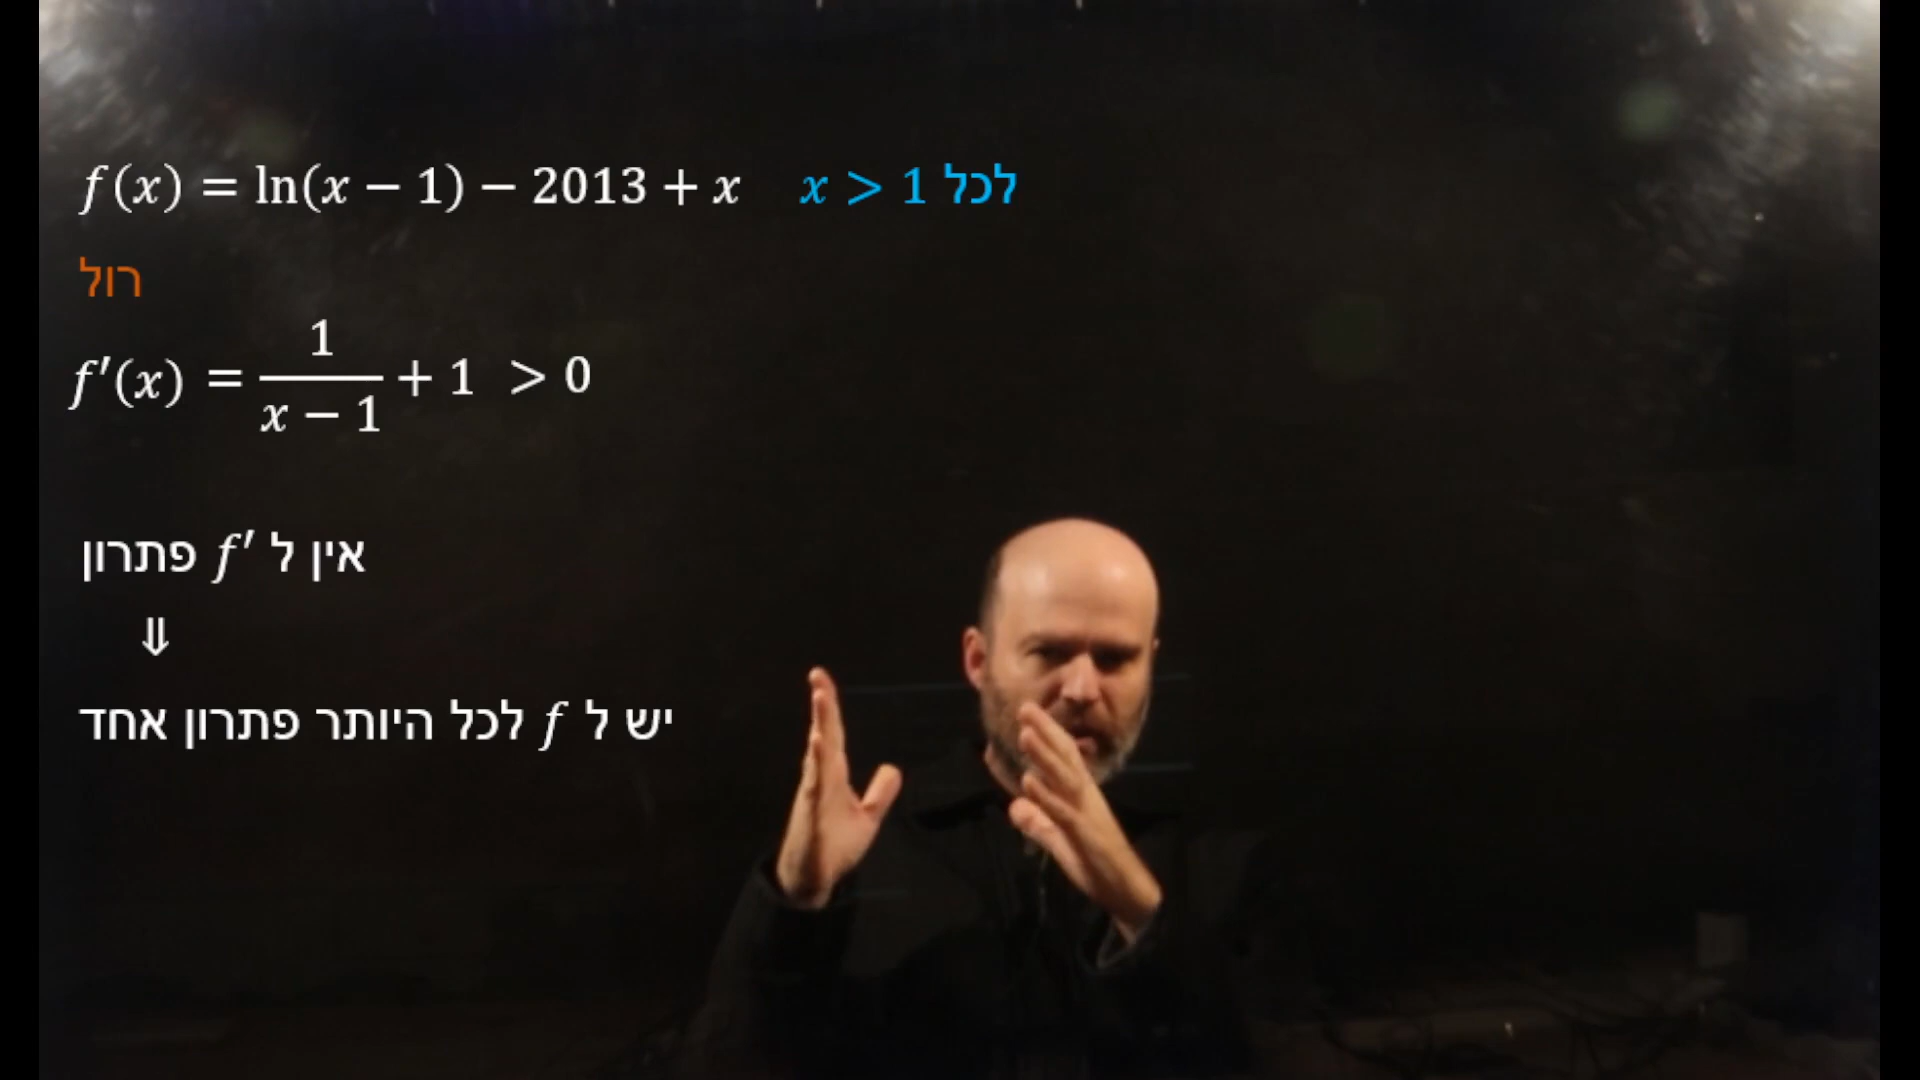 f(x) = ln(x − 1) − 2013 + x    לכל x > 1
רול
f′(x) = 1/(x − 1) + 1 > 0
אין ל f′ פתרון
⇓
יש ל f לכל היותר פתרון אחד